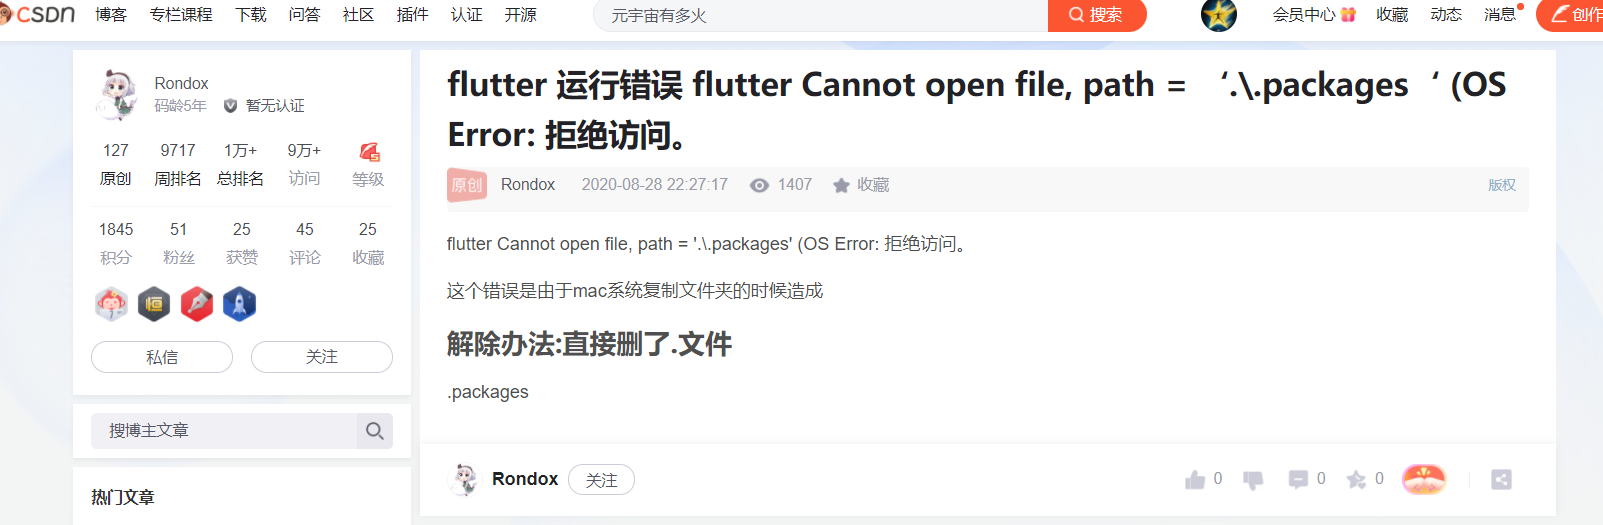 CSDN 博客 专栏课程 下载 问答 社区 插件 认证 开源 元宇宙有多火 搜索 会员中心 收藏 动态 消息 创作
Rondox
码龄5年 暂无认证
127 9717 1万+ 9万+
原创 周排名 总排名 访问 等级
1845 51 25 45 25
积分 粉丝 获赞 评论 收藏
恒
私信 关注
搜博主文章
热门文章
flutter 运行错误 flutter Cannot open file, path = ‘.\.packages‘ (OS
Error: 拒绝访问。
原创 Rondox 2020-08-28 22:27:17 1407 收藏 版权
flutter Cannot open file, path = '.\.packages' (OS Error: 拒绝访问。
这个错误是由于mac系统复制文件夹的时候造成
解除办法:直接删了.文件
.packages
Rondox 关注 0 0 0